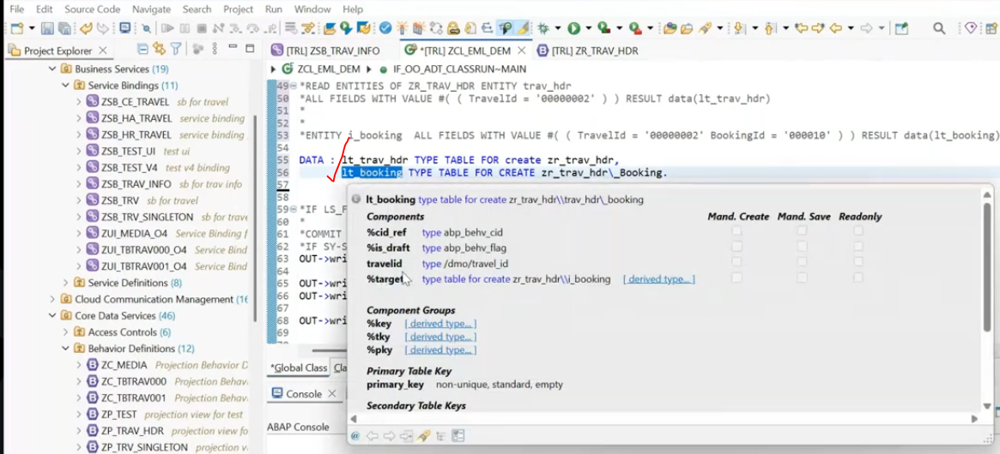 File Edit Source Code Navigate Search Project Run Window Help
Project Explorer
Business Services (19)
Service Bindings (11)
ZSB_CE_TRAVEL sb for travel
ZSB_HA_TRAVEL service binding
ZSB_HR_TRAVEL service binding
ZSB_TEST_UI test ui
ZSB_TEST_V4 test v4 binding
ZSB_TRAV_INFO sb for trav info
ZSB_TRV sb for travel
ZSB_TRV_SINGLETON sb for trave
ZUI_MEDIA_O4 Service Binding f
ZUI_TBTRAV000_O4 Service Bind
ZUI_TBTRAV001_O4 Service Bind
Service Definitions (8)
Cloud Communication Management (16
Core Data Services (46)
Access Controls (6)
Behavior Definitions (12)
ZC_MEDIA Projection Behavior D
ZC_TBTRAV000 Projection Behav
ZC_TBTRAV001 Projection Behav
ZP_TEST projection view for test
ZP_TRAV_HDR projection view fo
ZP_TRV_SINGLETON projection v
[TRL] ZSB_TRAV_INFO *[TRL] ZCL_EML_DEM [TRL] ZR_TRAV_HDR
ZCL_EML_DEM IF_OO_ADT_CLASSRUN~MAIN
49 *READ ENTITIES OF ZR_TRAV_HDR ENTITY trav_hdr
50 *ALL FIELDS WITH VALUE #( ( TravelId = '00000002' ) ) RESULT data(lt_trav_hdr)
51 *
52 *
53 *ENTITY i_booking ALL FIELDS WITH VALUE #( ( TravelId = '00000002' BookingId = '000010' ) ) RESULT data(lt_booking)
54
55 DATA : lt_trav_hdr TYPE TABLE FOR create zr_trav_hdr,
56 lt_booking TYPE TABLE FOR CREATE zr_trav_hdr\_Booking.
57
58
59 *IF LS_F
60 *
61 *COMMIT
62 *IF SY-S
63 OUT->wri
65 OUT->wri
66 OUT->wri
67
68 OUT->wri
69
lt_booking type table for create zr_trav_hdr\\trav_hdr\_booking
Components Mand. Create Mand. Save Readonly
%cid_ref type abp_behv_cid
%is_draft type abp_behv_flag
travelid type /dmo/travel_id
%target type table for create zr_trav_hdr\\i_booking [ derived type... ]
Component Groups
%key [ derived type... ]
%tky [ derived type... ]
%pky [ derived type... ]
Primary Table Key
primary_key non-unique, standard, empty
Secondary Table Keys
*Global Class Cla
Console
ABAP Console